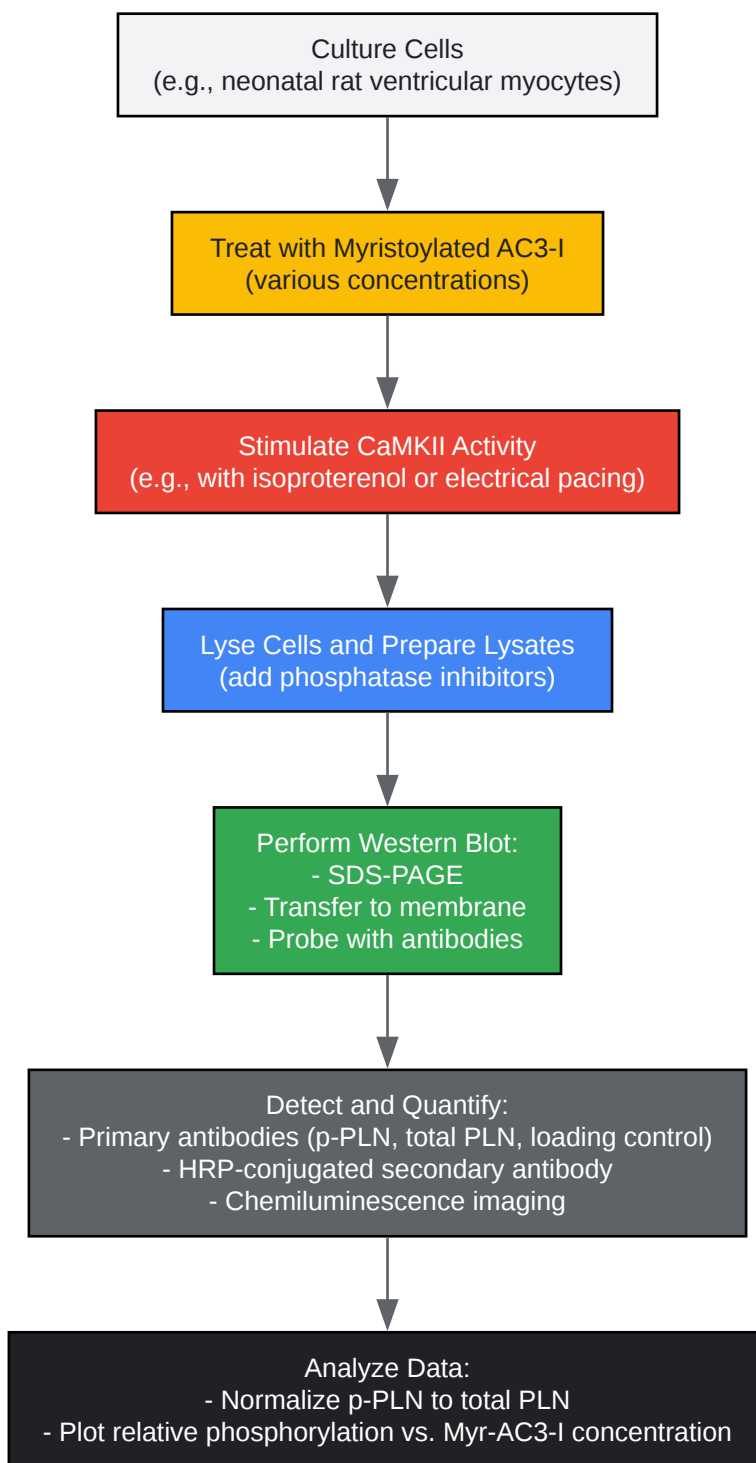 Culture Cells
(e.g., neonatal rat ventricular myocytes)
Treat with Myristoylated AC3-I
(various concentrations)
Stimulate CaMKII Activity
(e.g., with isoproterenol or electrical pacing)
Lyse Cells and Prepare Lysates
(add phosphatase inhibitors)
Perform Western Blot:
- SDS-PAGE
- Transfer to membrane
- Probe with antibodies
Detect and Quantify:
- Primary antibodies (p-PLN, total PLN, loading control)
- HRP-conjugated secondary antibody
- Chemiluminescence imaging
Analyze Data:
- Normalize p-PLN to total PLN
- Plot relative phosphorylation vs. Myr-AC3-I concentration